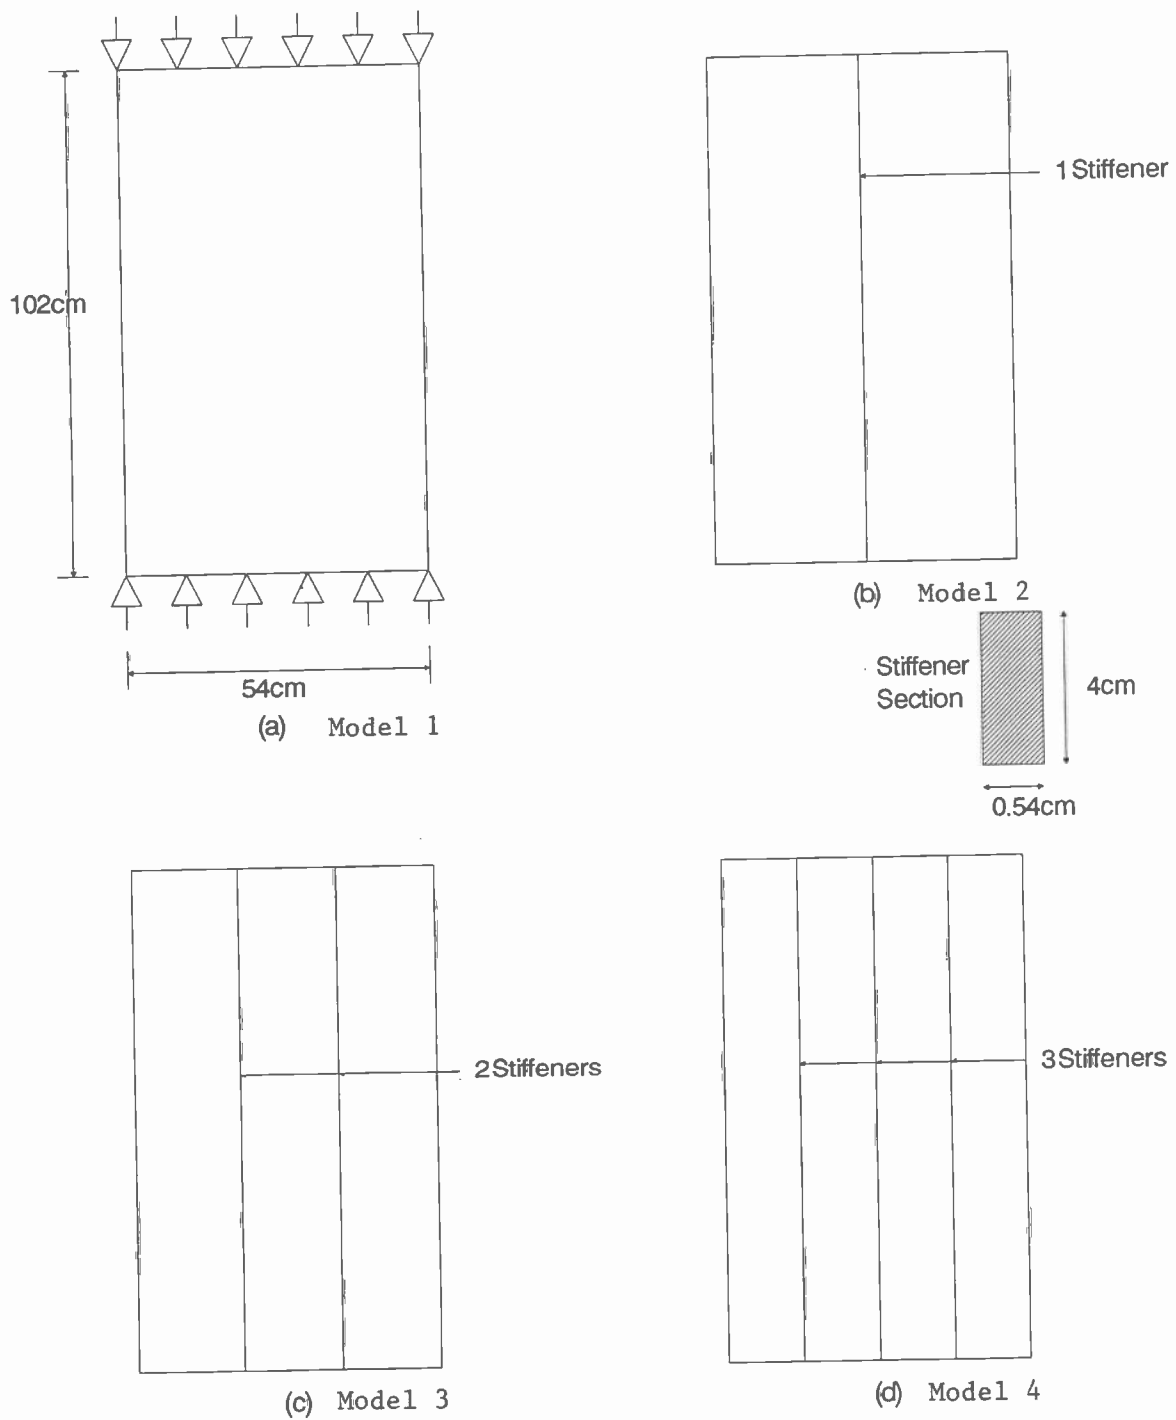 102cm
54cm
(a) Model 1
1 Stiffener
(b) Model 2
Stiffener
Section
4cm
0.54cm
2 Stiffeners
(c) Model 3
3 Stiffeners
(d) Model 4